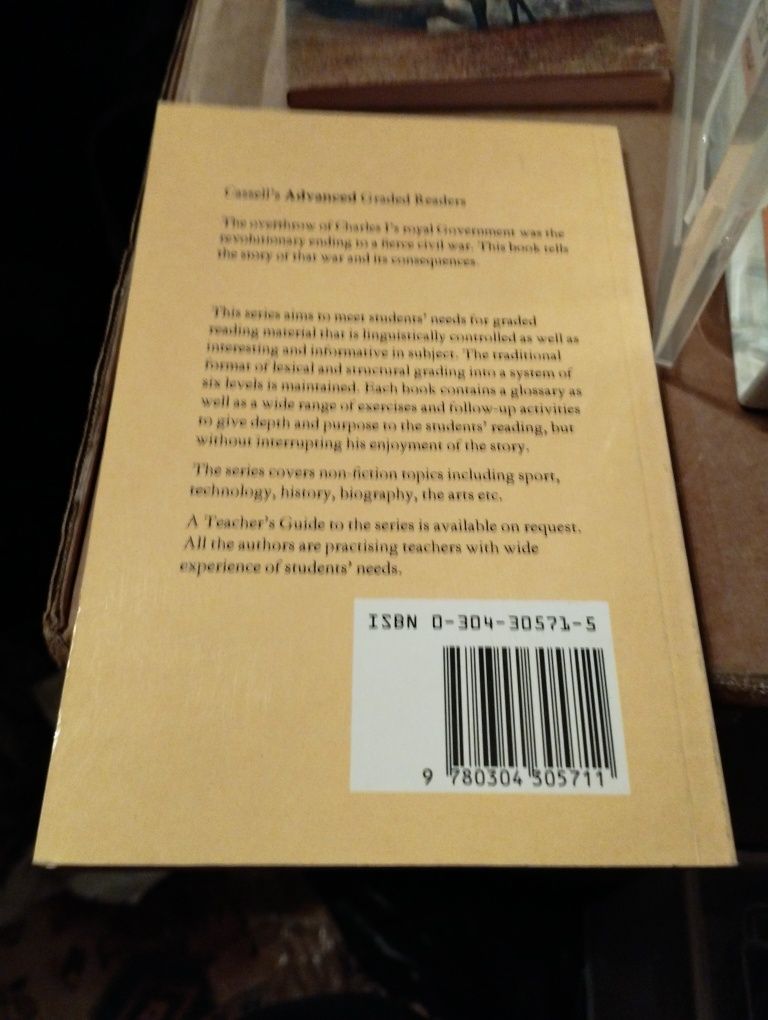 Cassell's Advanced Graded Readers
The overthrow of Charles I's royal Government was the
revolutionary ending to a fierce civil war. This book tells
the story of that war and its consequences.
This series aims to meet students' needs for graded
reading material that is linguistically controlled as well as
interesting and informative in subject. The traditional
format of lexical and structural grading into a system of
six levels is maintained. Each book contains a glossary as
well as a wide range of exercises and follow-up activities
to give depth and purpose to the students' reading, but
without interrupting his enjoyment of the story.
The series covers non-fiction topics including sport,
technology, history, biography, the arts etc.
A Teacher's Guide to the series is available on request.
All the authors are practising teachers with wide
experience of students' needs.
ISBN 0-304-30571-5
9 780304 305711